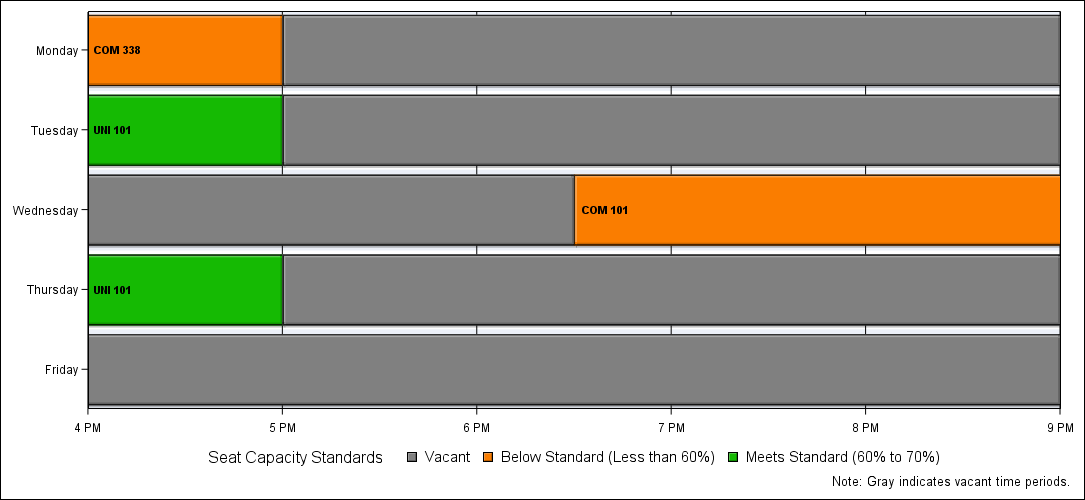 Monday
COM 338
Tuesday
UNI 101
Wednesday
COM 101
Thursday
UNI 101
Friday
4 PM 5 PM 6 PM 7 PM 8 PM 9 PM
Seat Capacity Standards Vacant Below Standard (Less than 60%) Meets Standard (60% to 70%)
Note: Gray indicates vacant time periods.